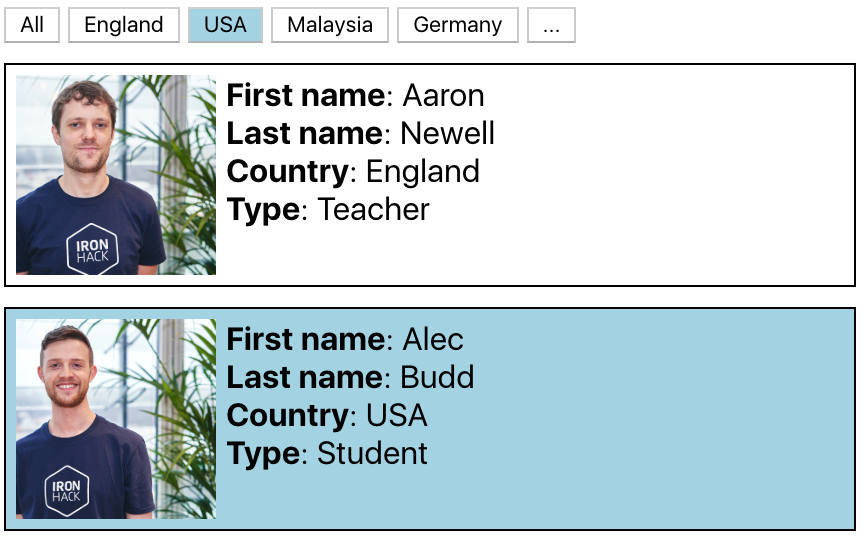 All England USA Malaysia Germany ...
First name: Aaron
Last name: Newell
Country: England
Type: Teacher
IRON
HACK
First name: Alec
Last name: Budd
Country: USA
Type: Student
IRON
HACK